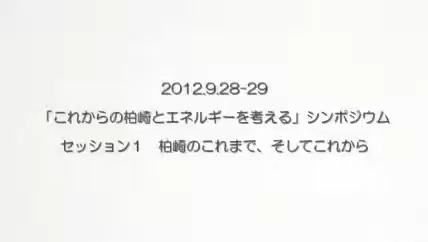 2012.9.28-29
「これからの柏崎とエネルギーを考える」シンポジウム
セッション1　柏崎のこれまで、そしてこれから